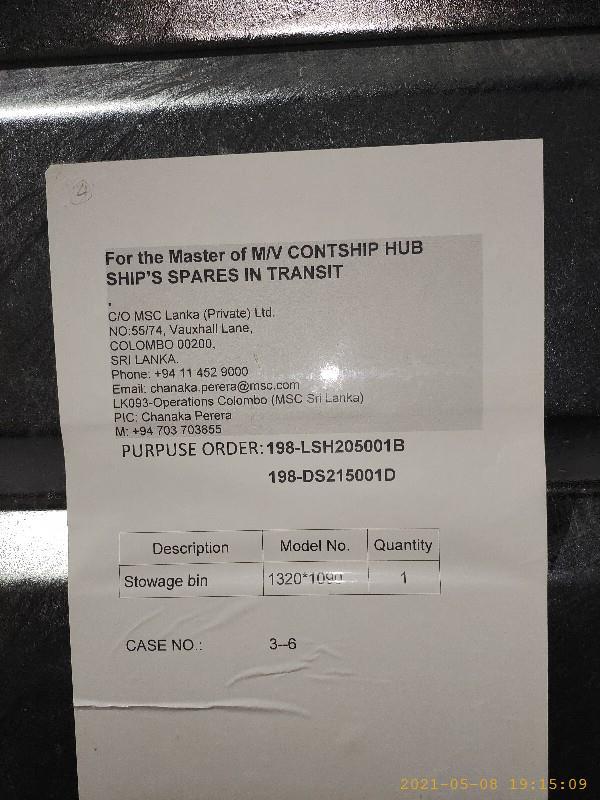 4
For the Master of M/V CONTSHIP HUB
SHIP'S SPARES IN TRANSIT
.
C/O MSC Lanka (Private) Ltd.
NO:55/74, Vauxhall Lane,
COLOMBO 00200,
SRI LANKA.
Phone: +94 11 452 9000
Email: chanaka.perera@msc.com
LK093-Operations Colombo (MSC Sri Lanka)
PIC: Chanaka Perera
M: +94 703 703855
PURPUSE ORDER: 198-LSH205001B
198-DS215001D
Description Model No. Quantity
Stowage bin 1
CASE NO.: 3--6
2021-05-08 19:15:09